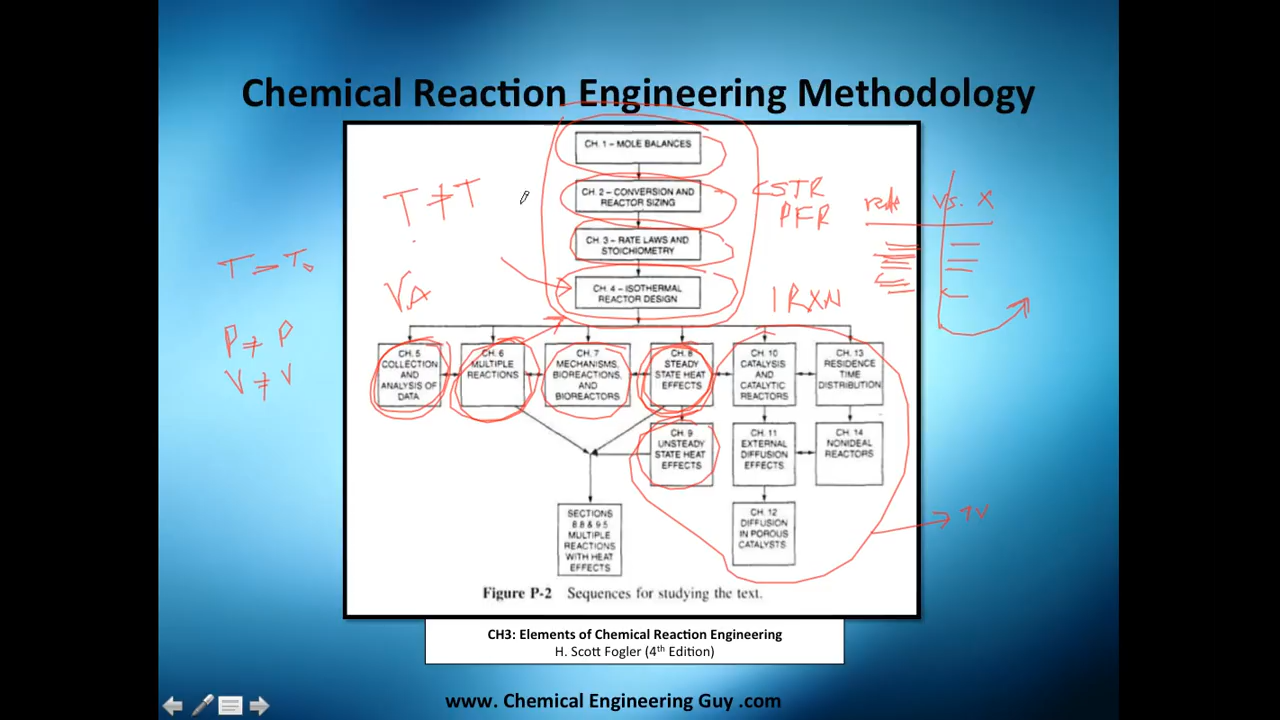 Chemical Reaction Engineering Methodology
CH. 1 – MOLE BALANCES
CH. 2 – CONVERSION AND
REACTOR SIZING
CH. 3 – RATE LAWS AND
STOICHIOMETRY
CH. 4 – ISOTHERMAL
REACTOR DESIGN
T ≠ T
T = T₀
P ≠ P
V ≠ V
CSTR
PFR
rate vs. X
1 RXN
CH. 5
COLLECTION
AND
ANALYSIS OF
DATA
CH. 6
MULTIPLE
REACTIONS
CH. 7
MECHANISMS,
BIOREACTIONS,
AND
BIOREACTORS
CH. 8
STEADY
STATE HEAT
EFFECTS
CH. 10
CATALYSIS
AND
CATALYTIC
REACTORS
CH. 13
RESIDENCE
TIME
DISTRIBUTION
CH. 9
UNSTEADY
STATE HEAT
EFFECTS
CH. 11
EXTERNAL
DIFFUSION
EFFECTS
CH. 14
NONIDEAL
REACTORS
SECTIONS
8.8 & 9.5
MULTIPLE
REACTIONS
WITH HEAT
EFFECTS
CH. 12
DIFFUSION
IN POROUS
CATALYSTS
Figure P-2 Sequences for studying the text.
CH3: Elements of Chemical Reaction Engineering
H. Scott Fogler (4th Edition)
www. Chemical Engineering Guy .com